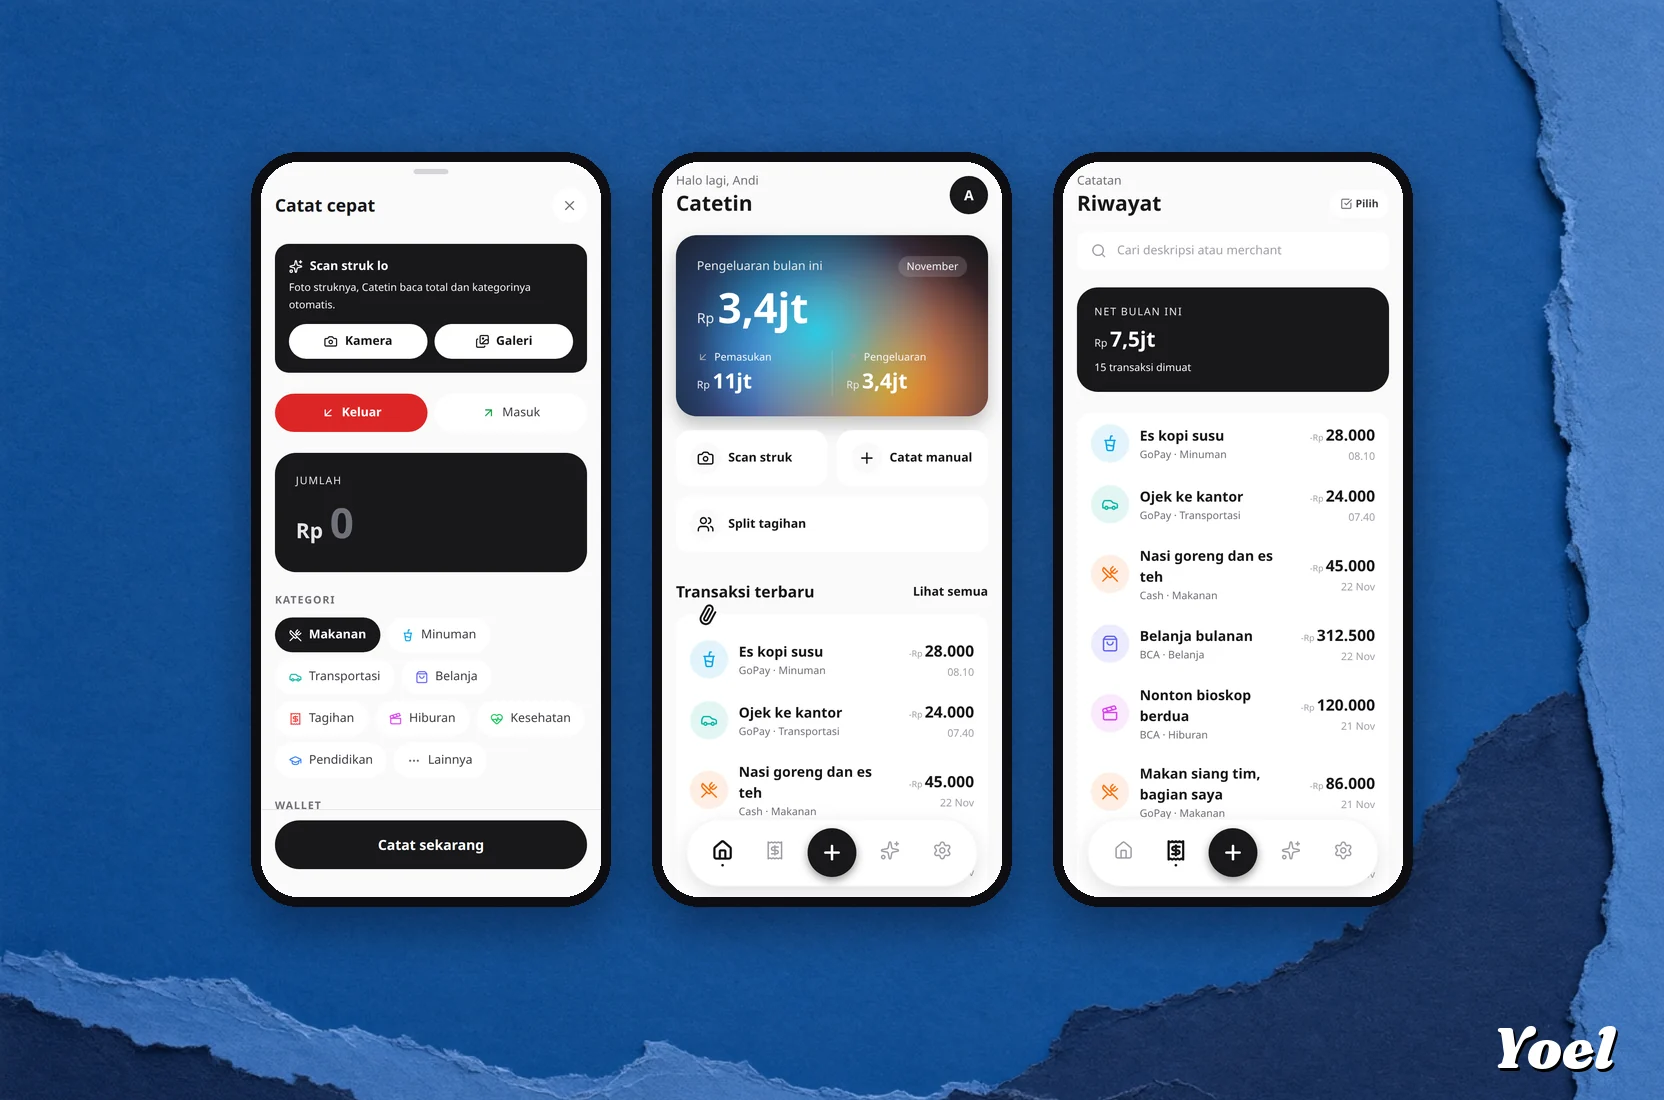 Catat cepat
Scan struk lo
Foto struknya, Catetin baca total dan kategorinya
otomatis.
Kamera
Galeri
Keluar
Masuk
JUMLAH
Rp 0
KATEGORI
Makanan
Minuman
Transportasi
Belanja
Tagihan
Hiburan
Kesehatan
Pendidikan
Lainnya
WALLET
Catat sekarang
Halo lagi, Andi
Catetin
A
Pengeluaran bulan ini
November
Rp 3,4jt
Pemasukan
Rp 11jt
Pengeluaran
Rp 3,4jt
Scan struk
Catat manual
Split tagihan
Transaksi terbaru
Lihat semua
Es kopi susu
-Rp 28.000
GoPay · Minuman
08.10
Ojek ke kantor
-Rp 24.000
GoPay · Transportasi
07.40
Nasi goreng dan es
teh
-Rp 45.000
Cash · Makanan
22 Nov
Catatan
Riwayat
Pilih
Cari deskripsi atau merchant
NET BULAN INI
Rp 7,5jt
15 transaksi dimuat
Es kopi susu
-Rp 28.000
GoPay · Minuman
08.10
Ojek ke kantor
-Rp 24.000
GoPay · Transportasi
07.40
Nasi goreng dan es
teh
-Rp 45.000
Cash · Makanan
22 Nov
Belanja bulanan
-Rp 312.500
BCA · Belanja
22 Nov
Nonton bioskop
berdua
-Rp 120.000
BCA · Hiburan
21 Nov
Makan siang tim,
bagian saya
-Rp 86.000
GoPay · Makanan
21 Nov
Yoel